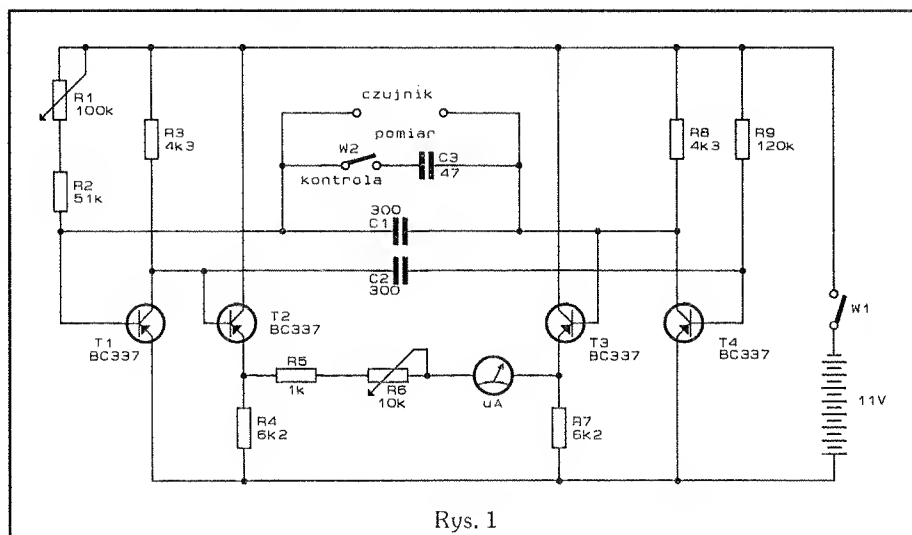 czujnik
pomiar
W2
kontrola
C3
47
R1
100k
R2
51k
R3
4k3
R8
4k3
R9
120k
300
C1
C2
300
T1
BC337
T2
BC337
T3
BC337
T4
BC337
W1
R5
1k
R6
10k
uA
R4
6k2
R7
6k2
11V
Rys. 1